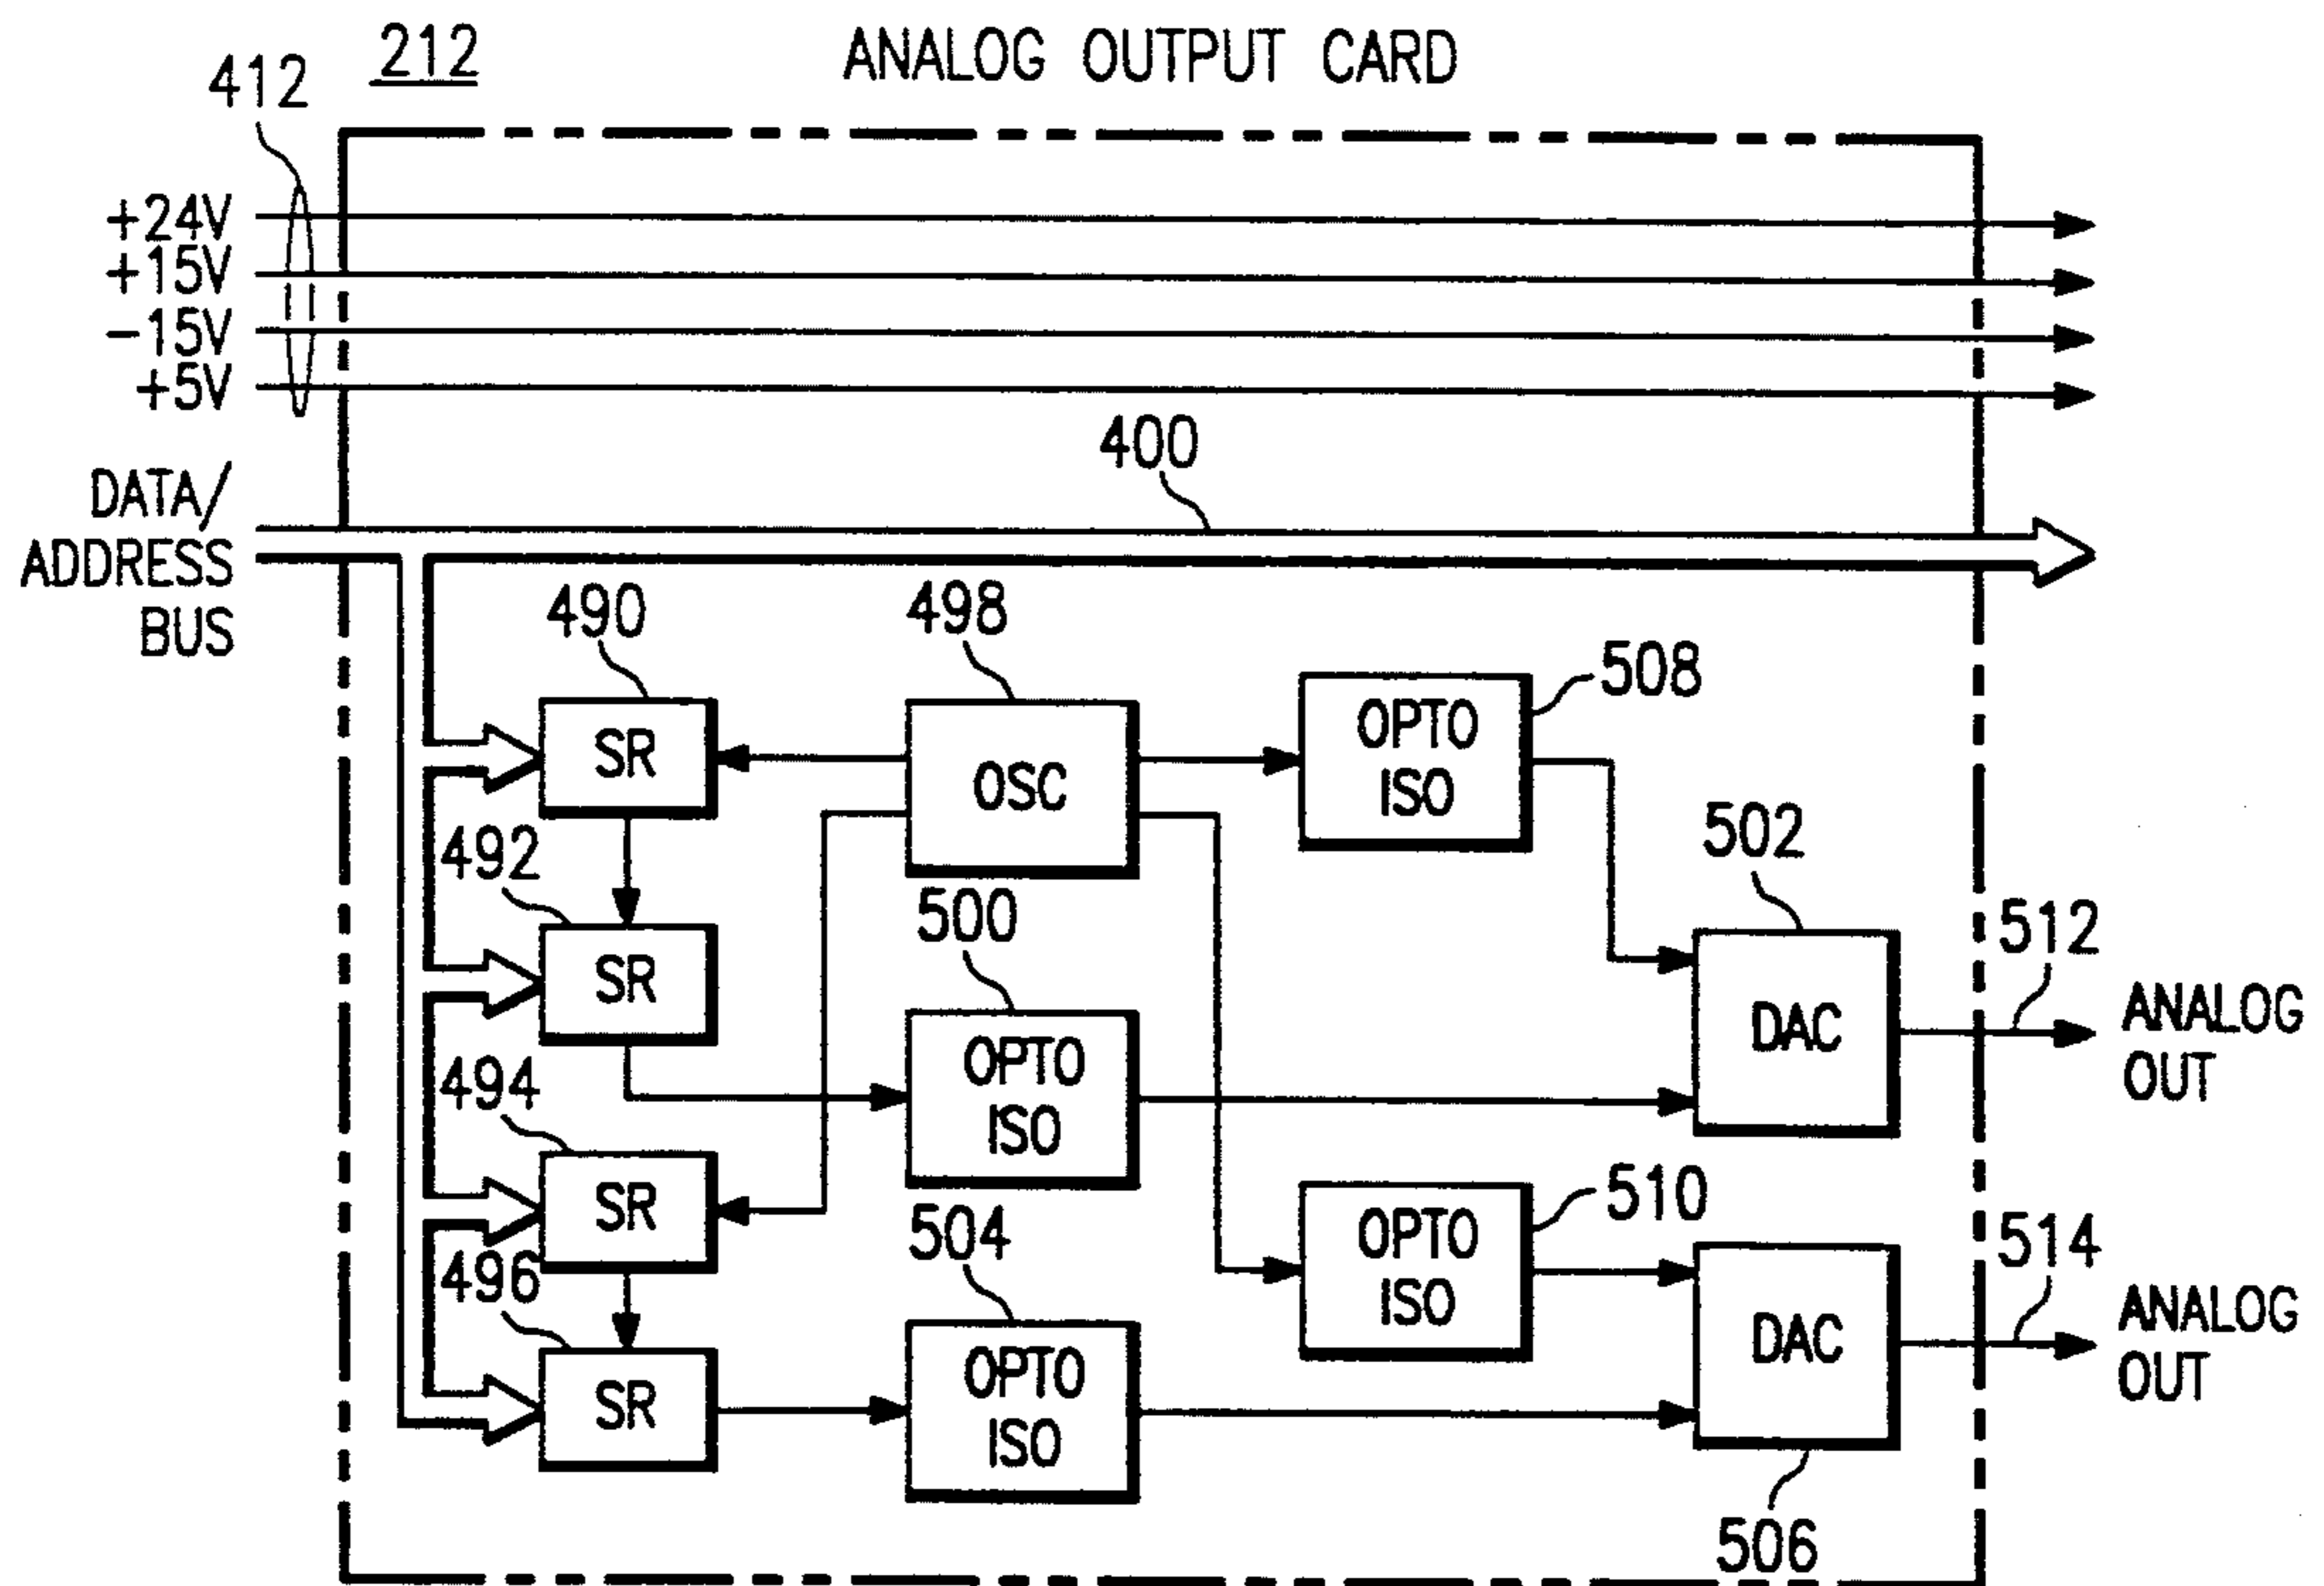 212
ANALOG OUTPUT CARD
412
+24V
+15V
-15V
+5V
DATA/
ADDRESS
BUS
400
490
SR
498
OSC
508
OPTO
ISO
492
SR
500
OPTO
ISO
502
DAC
512
ANALOG
OUT
494
SR
510
OPTO
ISO
496
SR
504
OPTO
ISO
DAC
506
514
ANALOG
OUT